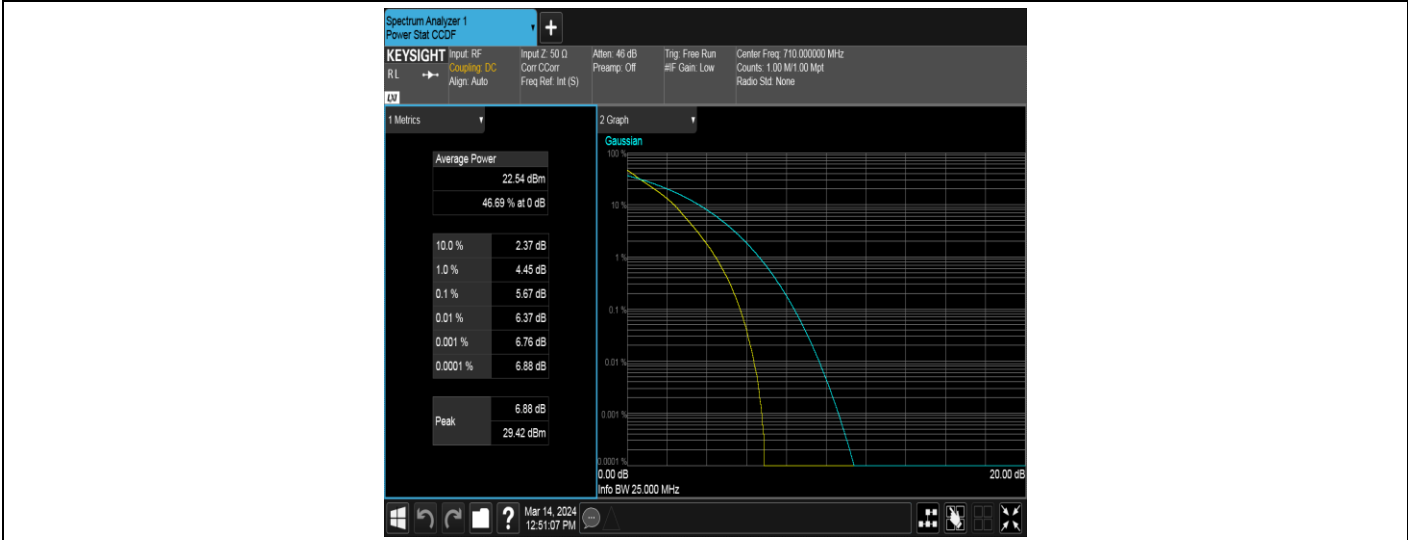 Spectrum Analyzer 1
Power Stat CCDF
+
KEYSIGHT
RL
LXI
Input: RF
Coupling: DC
Align: Auto
Input Z: 50 Ω
Corr CCorr
Freq Ref: Int (S)
Atten: 46 dB
Preamp: Off
Trig: Free Run
#IF Gain: Low
Center Freq: 710.000000 MHz
Counts: 1.00 M/1.00 Mpt
Radio Std: None
1 Metrics
Average Power
22.54 dBm
46.69 % at 0 dB
10.0 % 2.37 dB
1.0 % 4.45 dB
0.1 % 5.67 dB
0.01 % 6.37 dB
0.001 % 6.76 dB
0.0001 % 6.88 dB
Peak
6.88 dB
29.42 dBm
2 Graph
Gaussian
100 %
10 %
1 %
0.1 %
0.01 %
0.001 %
0.0001 %
0.00 dB 20.00 dB
Info BW 25.000 MHz
?
Mar 14, 2024
12:51:07 PM